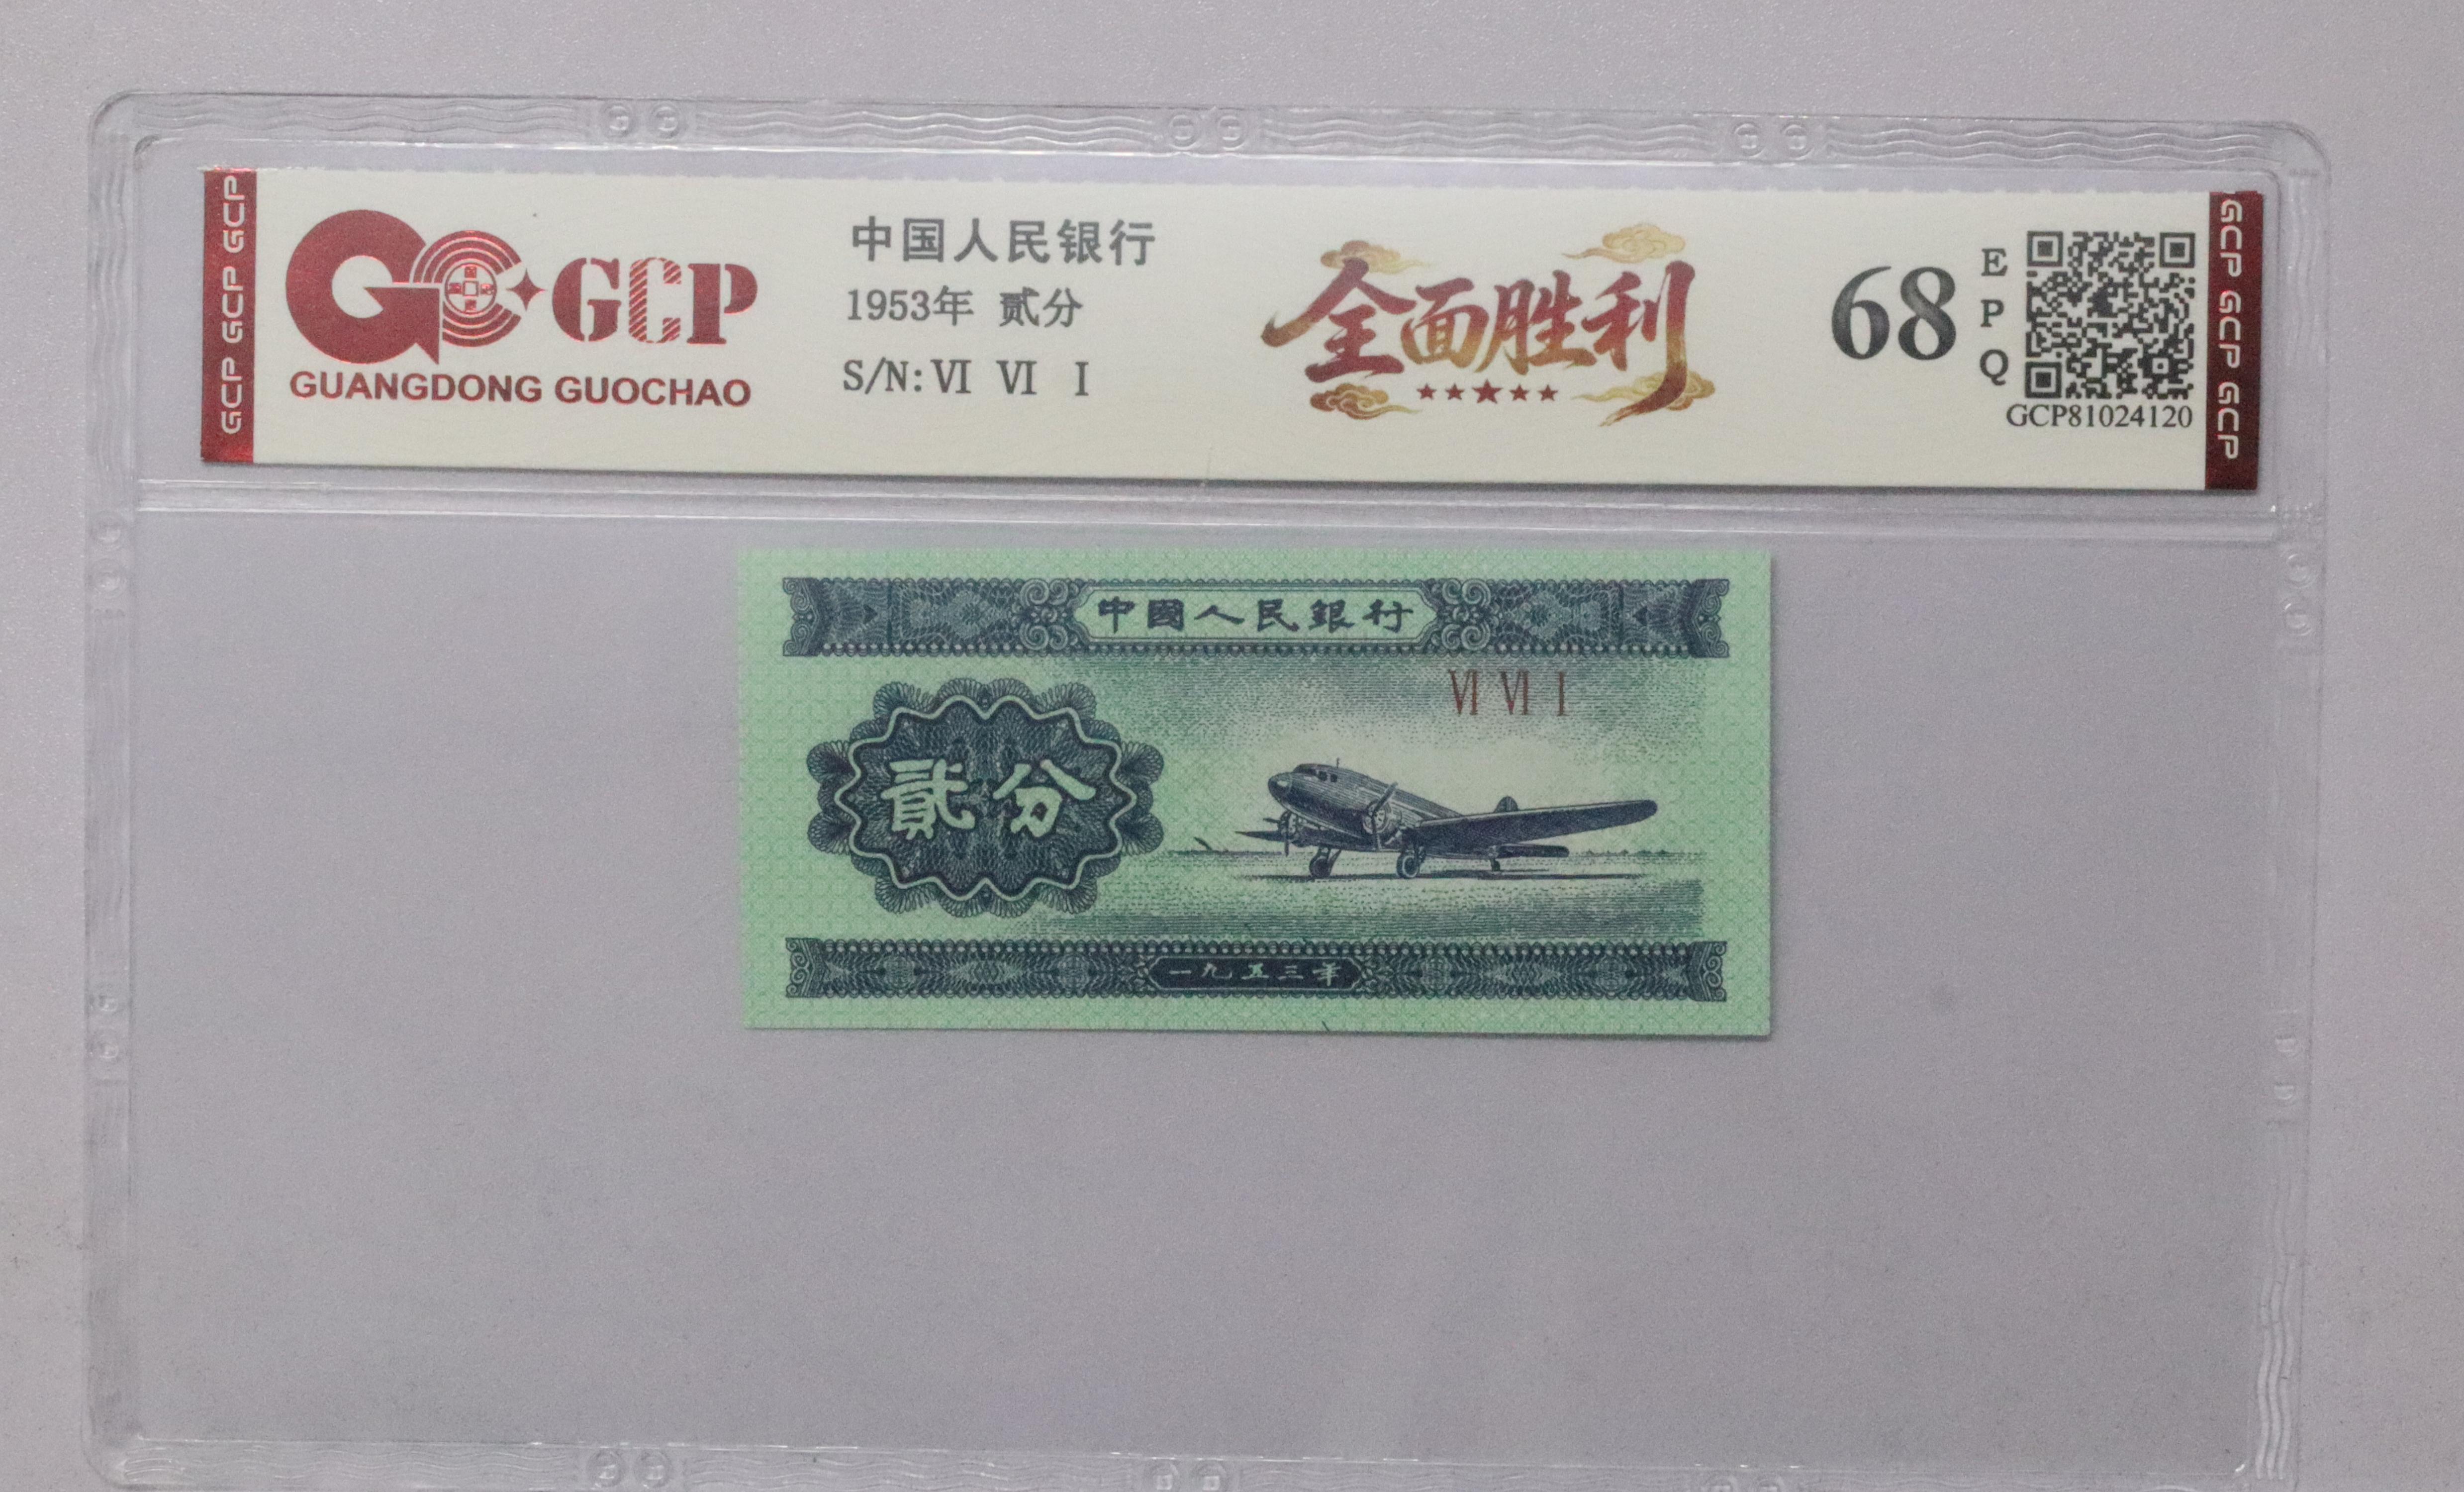 GCP GCP GCP
GCP
GUANGDONG GUOCHAO
中国人民银行
1953年 贰分
S/N: VI VI I
全面胜利
68
EPQ
GCP81024120
GCP GCP GCP
中國人民銀行
VI VI I
貳分
一九五三年